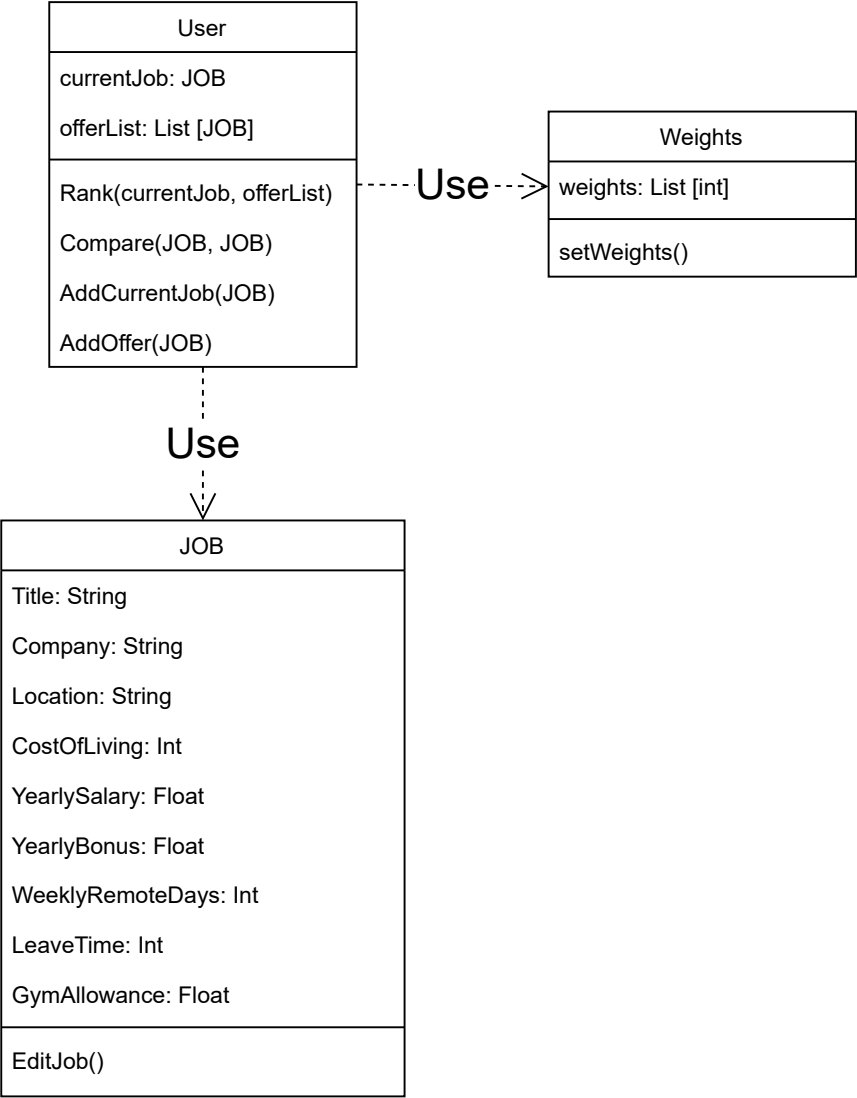 User
currentJob: JOB
offerList: List [JOB]
Rank(currentJob, offerList)
Compare(JOB, JOB)
AddCurrentJob(JOB)
AddOffer(JOB)
Use
Weights
weights: List [int]
setWeights()
Use
JOB
Title: String
Company: String
Location: String
CostOfLiving: Int
YearlySalary: Float
YearlyBonus: Float
WeeklyRemoteDays: Int
LeaveTime: Int
GymAllowance: Float
EditJob()